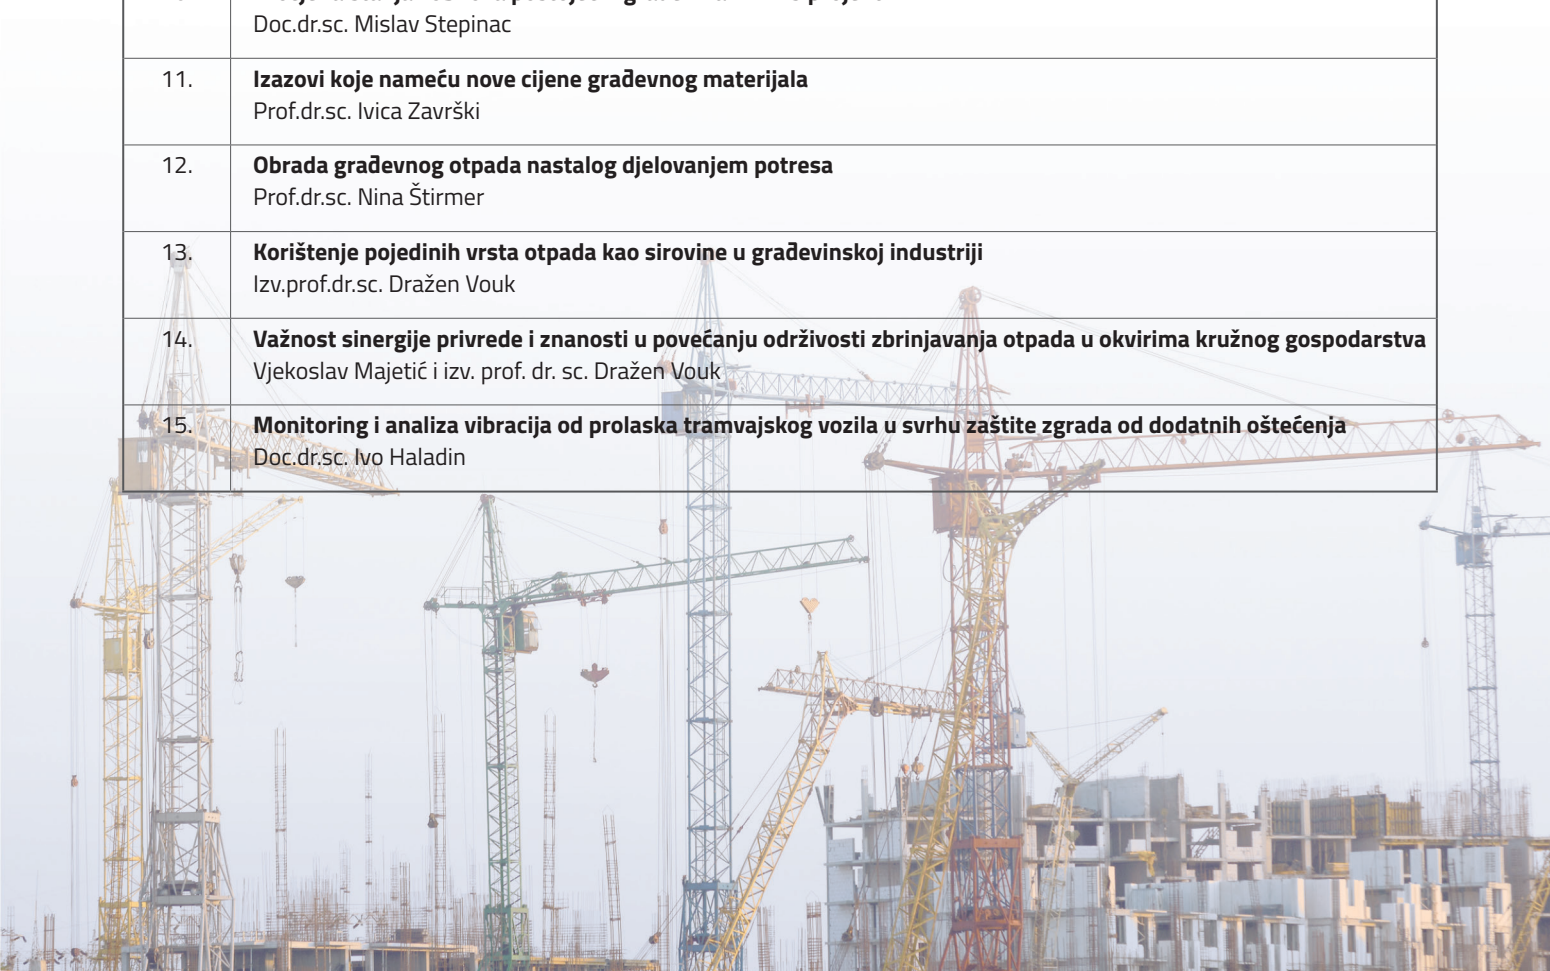 Doc.dr.sc. Mislav Stepinac
11.
Izazovi koje nameću nove cijene građevnog materijala
Prof.dr.sc. Ivica Završki
12.
Obrada građevnog otpada nastalog djelovanjem potresa
Prof.dr.sc. Nina Štirmer
13.
Korištenje pojedinih vrsta otpada kao sirovine u građevinskoj industriji
Izv.prof.dr.sc. Dražen Vouk
14.
Važnost sinergije privrede i znanosti u povećanju održivosti zbrinjavanja otpada u okvirima kružnog gospodarstva
Vjekoslav Majetić i izv. prof. dr. sc. Dražen Vouk
15.
Monitoring i analiza vibracija od prolaska tramvajskog vozila u svrhu zaštite zgrada od dodatnih oštećenja
Doc.dr.sc. Ivo Haladin